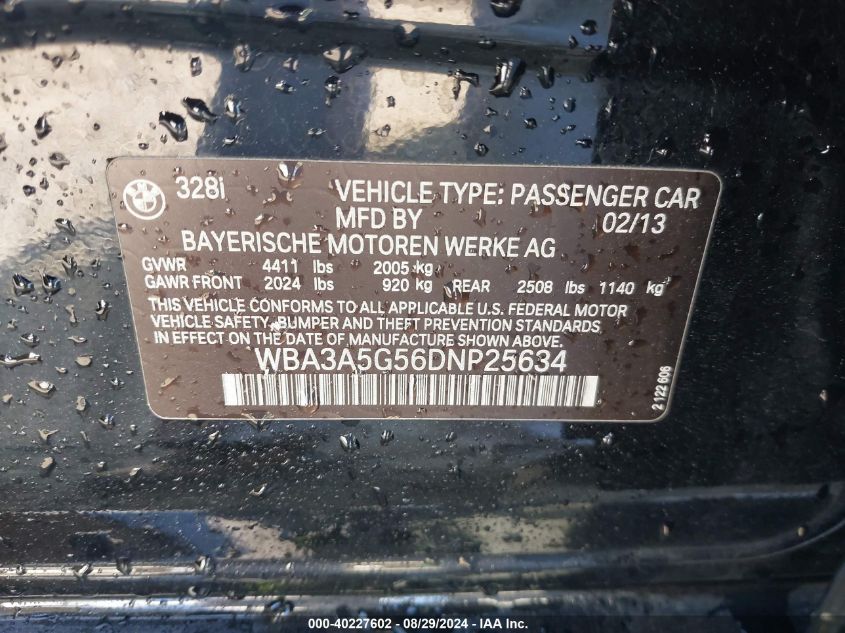 BMW
328i VEHICLE TYPE: PASSENGER CAR
MFD BY 02/13
BAYERISCHE MOTOREN WERKE AG
GVWR 4411 lbs 2005 kg
GAWR FRONT 2024 lbs 920 kg REAR 2508 lbs 1140 kg
THIS VEHICLE CONFORMS TO ALL APPLICABLE U.S. FEDERAL MOTOR
VEHICLE SAFETY, BUMPER AND THEFT PREVENTION STANDARDS
IN EFFECT ON THE DATE OF MANUFACTURE SHOWN ABOVE.
WBA3A5G56DNP25634
2 122 606
000-40227602 - 08/29/2024 - IAA Inc.